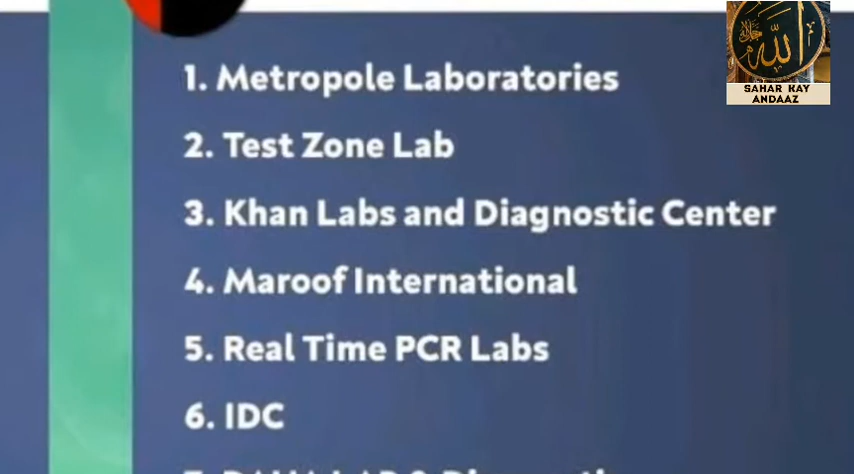 الله
SAHAR KAY
ANDAAZ
1. Metropole Laboratories
2. Test Zone Lab
3. Khan Labs and Diagnostic Center
4. Maroof International
5. Real Time PCR Labs
6. IDC